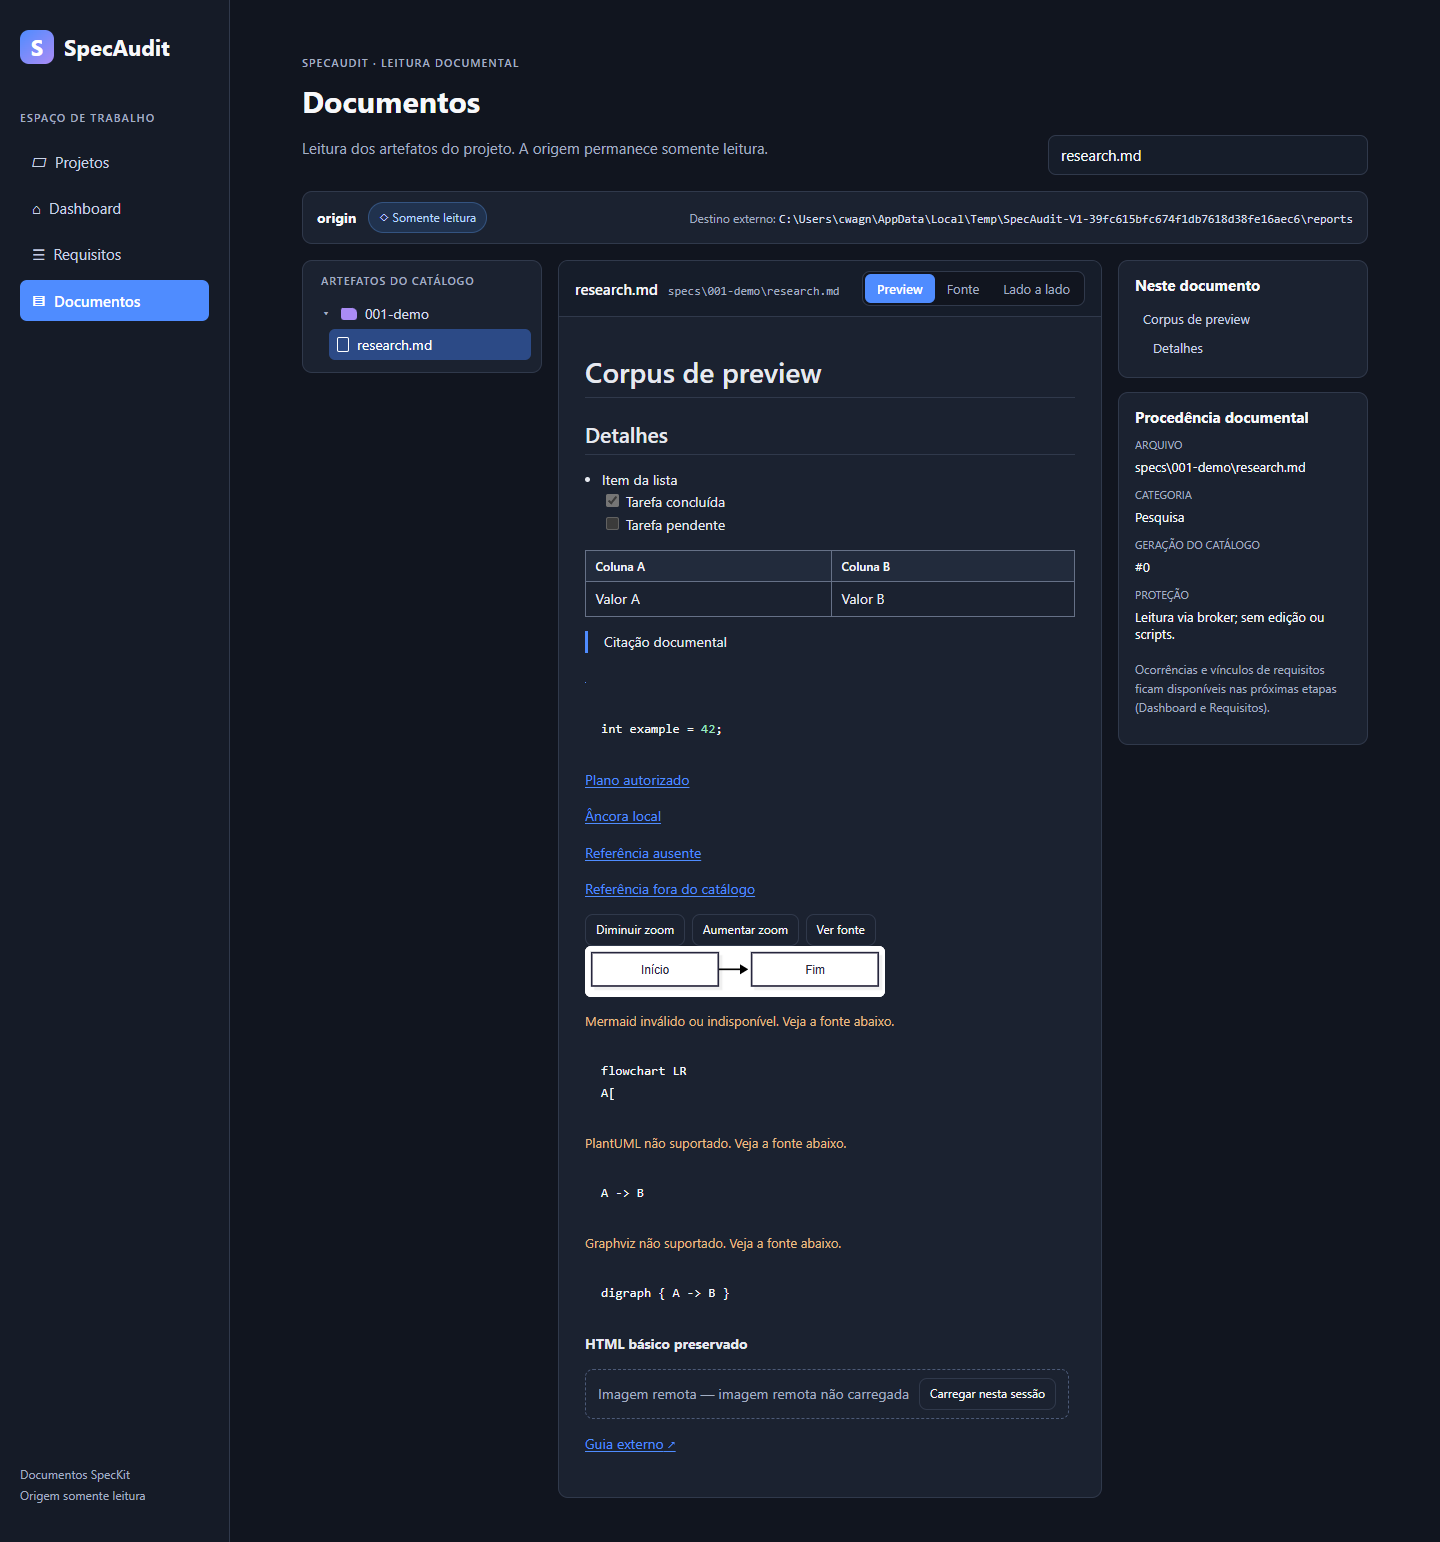 S SpecAudit
ESPAÇO DE TRABALHO
Projetos
Dashboard
Requisitos
Documentos
Documentos SpecKit
Origem somente leitura
SPECAUDIT · LEITURA DOCUMENTAL
Documentos
Leitura dos artefatos do projeto. A origem permanece somente leitura.
research.md
origin
Somente leitura
Destino externo: C:\Users\cwagn\AppData\Local\Temp\SpecAudit-V1-39fc615bfc674f1db7618d38fe16aec6\reports
ARTEFATOS DO CATÁLOGO
001-demo
research.md
research.md specs\001-demo\research.md
Preview Fonte Lado a lado
Corpus de preview
Detalhes
Item da lista
Tarefa concluída
Tarefa pendente
Coluna A Coluna B
Valor A Valor B
Citação documental
int example = 42;
Plano autorizado
Âncora local
Referência ausente
Referência fora do catálogo
Diminuir zoom Aumentar zoom Ver fonte
Início Fim
Mermaid inválido ou indisponível. Veja a fonte abaixo.
flowchart LR
A[
PlantUML não suportado. Veja a fonte abaixo.
A -> B
Graphviz não suportado. Veja a fonte abaixo.
digraph { A -> B }
HTML básico preservado
Imagem remota — imagem remota não carregada Carregar nesta sessão
Guia externo ↗
Neste documento
Corpus de preview
Detalhes
Procedência documental
ARQUIVO
specs\001-demo\research.md
CATEGORIA
Pesquisa
GERAÇÃO DO CATÁLOGO
#0
PROTEÇÃO
Leitura via broker; sem edição ou
scripts.
Ocorrências e vínculos de requisitos
ficam disponíveis nas próximas etapas
(Dashboard e Requisitos).